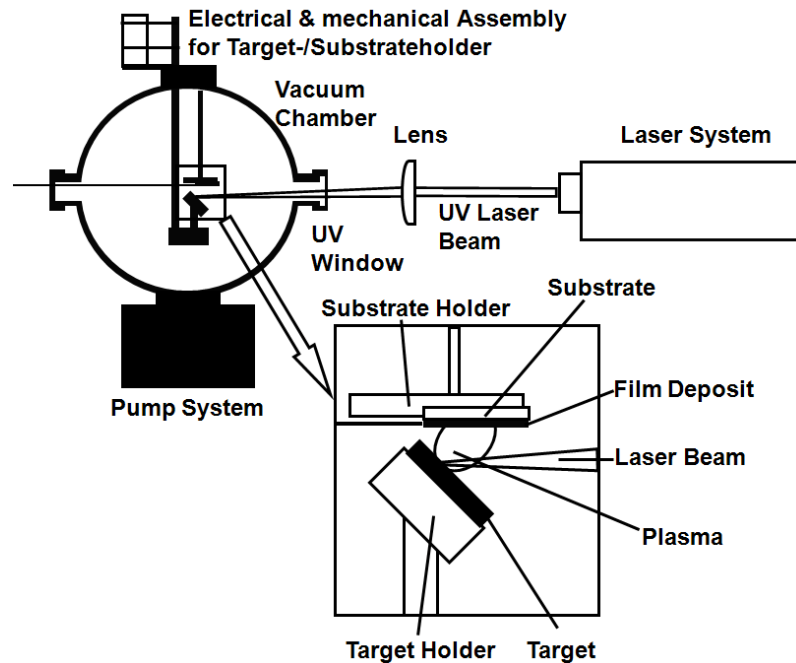 Electrical & mechanical Assembly
for Target-/Substrateholder
Vacuum
Chamber
Lens
Laser System
UV Laser
Beam
UV
Window
Substrate
Substrate Holder
Pump System
Film Deposit
Laser Beam
Plasma
Target Holder
Target